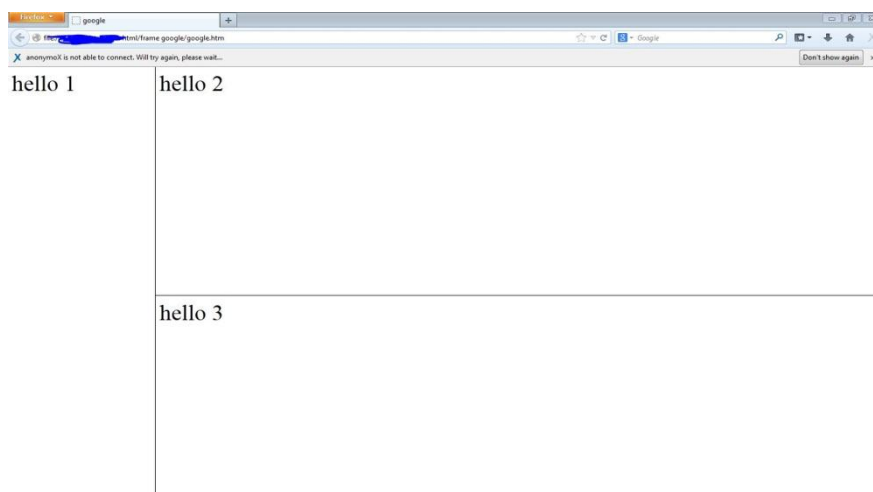 Firefox
google
html/frame google/google.htm
Google
anonymoX is not able to connect. Will try again, please wait...
Don't show again
hello 1
hello 2
hello 3